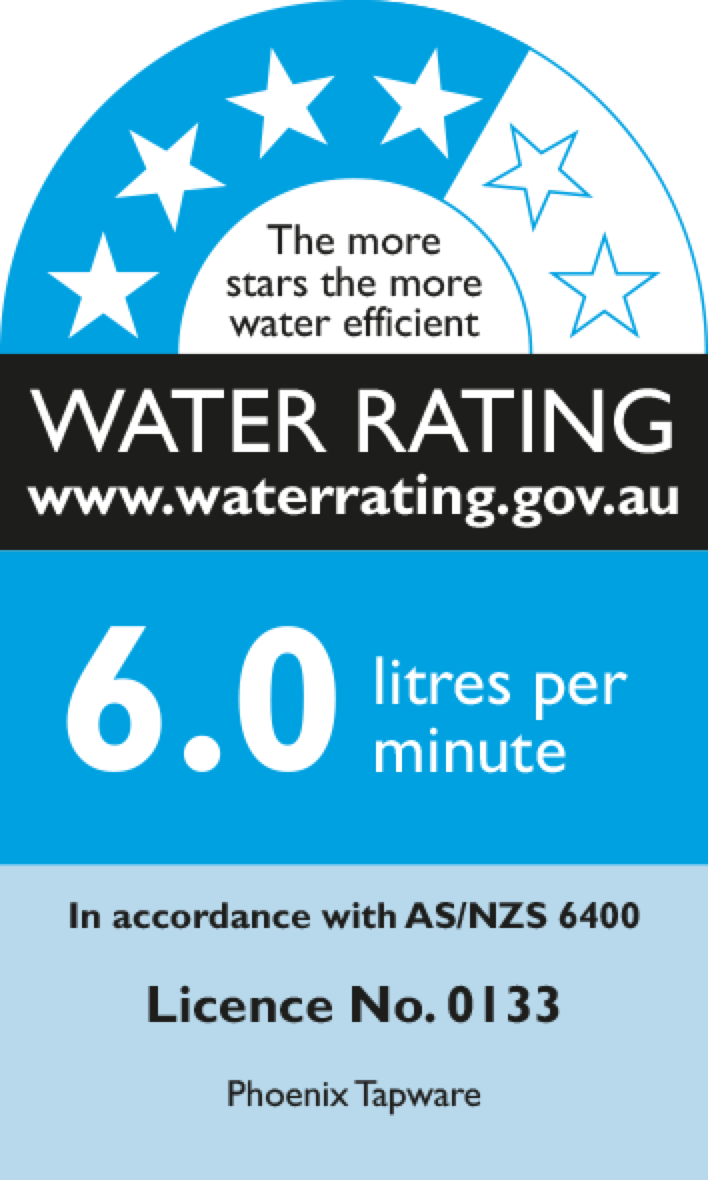 The more
stars the more
water efficient
WATER RATING
www.waterrating.gov.au
6.0
litres per
minute
In accordance with AS/NZS 6400
Licence No. 0133
Phoenix Tapware